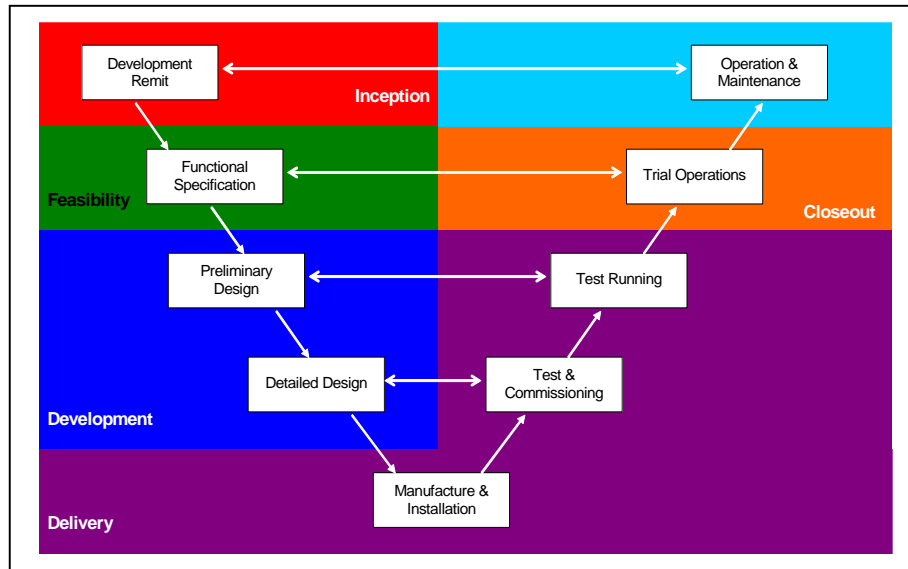 Development
Remit
Operation &
Maintenance
Inception
Functional
Specification
Trial Operations
Feasibility
Closeout
Preliminary
Design
Test Running
Detailed Design
Test &
Commissioning
Development
Manufacture &
Installation
Delivery